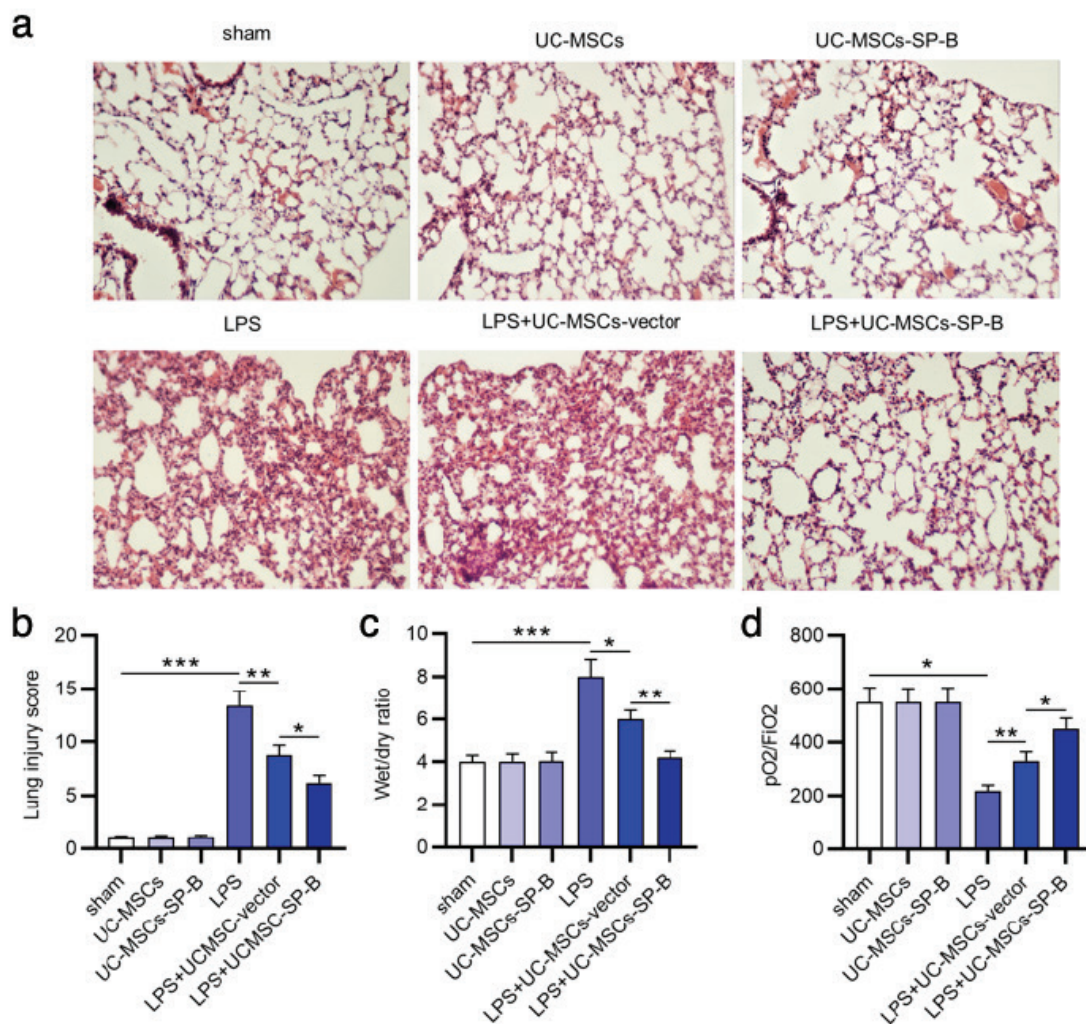 a
sham
UC-MSCs
UC-MSCs-SP-B
LPS
LPS+UC-MSCs-vector
LPS+UC-MSCs-SP-B
b
Lung injury score
20
15
10
5
0
***
**
*
sham
UC-MSCs
UC-MSCs-SP-B
LPS
LPS+UCMSC-vector
LPS+UCMSC-SP-B
c
Wet/dry ratio
10
8
6
4
2
0
***
*
**
sham
UC-MSCs
UC-MSCs-SP-B
LPS
LPS+UC-MSCs-vector
LPS+UC-MSCs-SP-B
d
pO2/FiO2
800
600
400
200
0
*
**
*
sham
UC-MSCs
UC-MSCs-SP-B
LPS
LPS+UC-MSCs-vector
LPS+UC-MSCs-SP-B